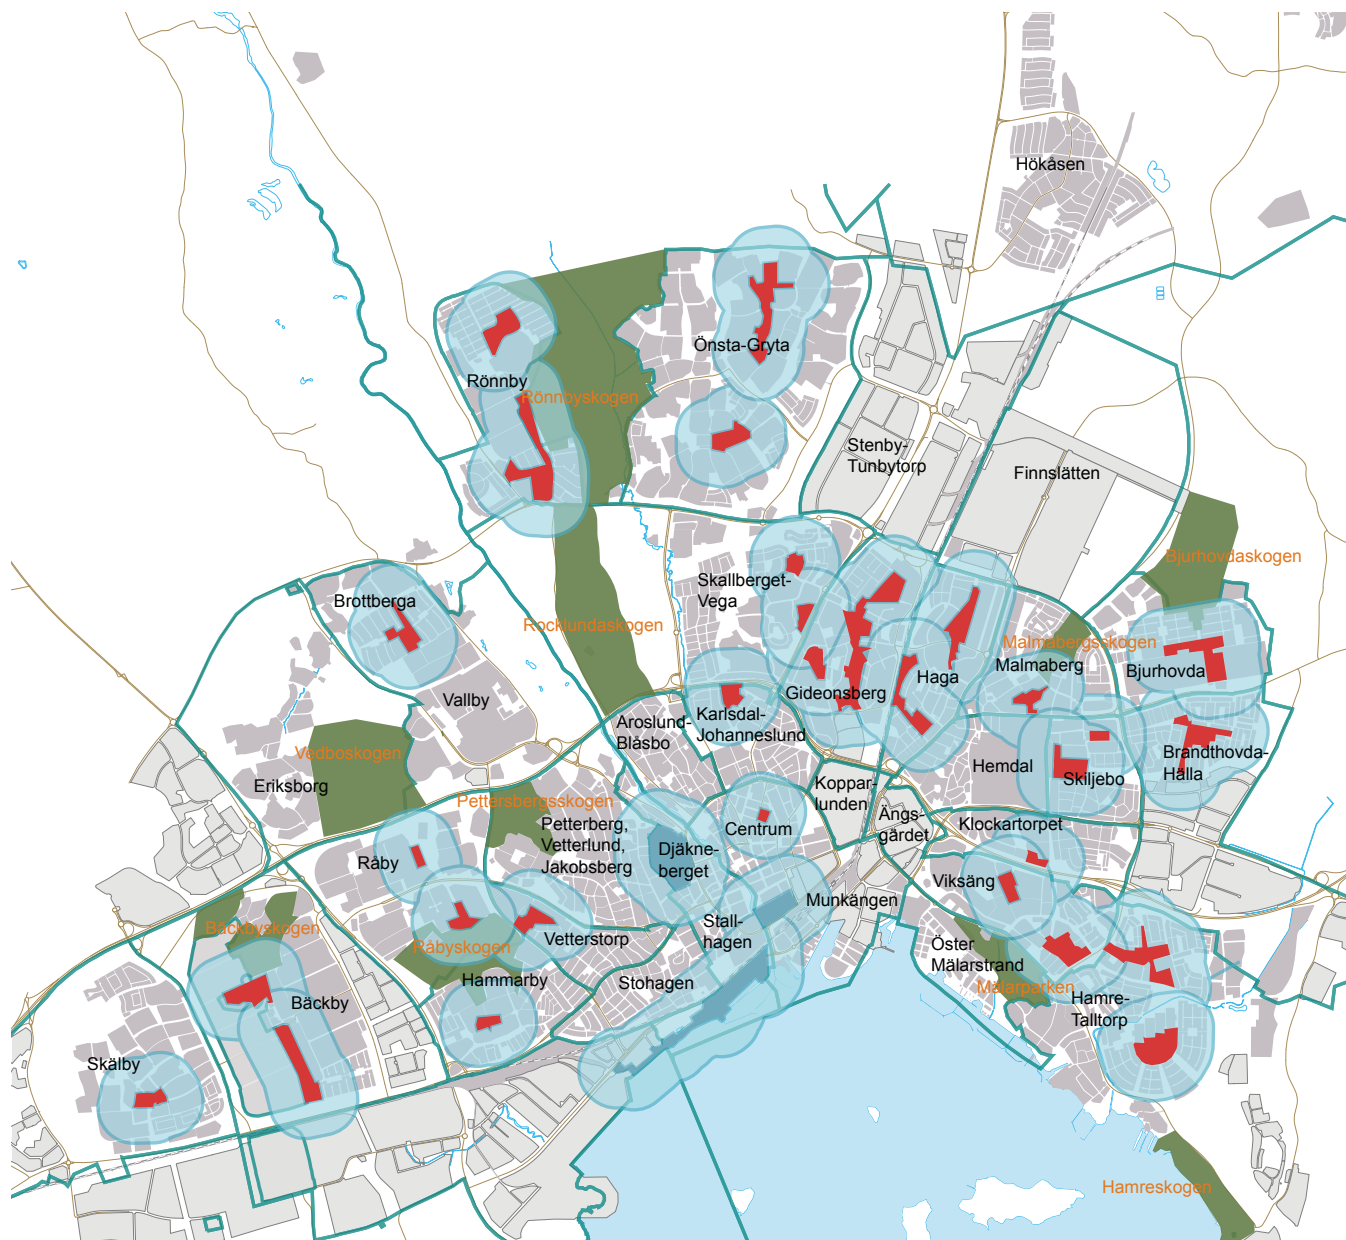 Hökåsen
Önsta-Gryta
Rönnby
Rönnbyskogen
Stenby-
Tunbytorp
Finnslätten
Bjurhovdaskogen
Skallberget-
Vega
Brottberga
Rocklundaskogen
Malmabergsskogen
Malmaberg
Bjurhovda
Haga
Gideonsberg
Vallby
Karlsdal-
Johanneslund
Aroslund-
Blåsbo
Vedboskogen
Eriksborg
Hemdal
Skiljebo
Brandthovda-
Hälla
Koppar-
lunden
Pettersbergsskogen
Petterberg,
Vetterlund,
Jakobsberg
Centrum
Ängs-
gärdet
Klockartorpet
Råby
Djäkne-
berget
Viksäng
Munkängen
Bäckbyskogen
Råbyskogen
Vetterstorp
Stall-
hagen
Öster
Mälarstrand
Hammarby
Stohagen
Mälarparken
Bäckby
Hamre-
Talltorp
Skälby
Hamreskogen